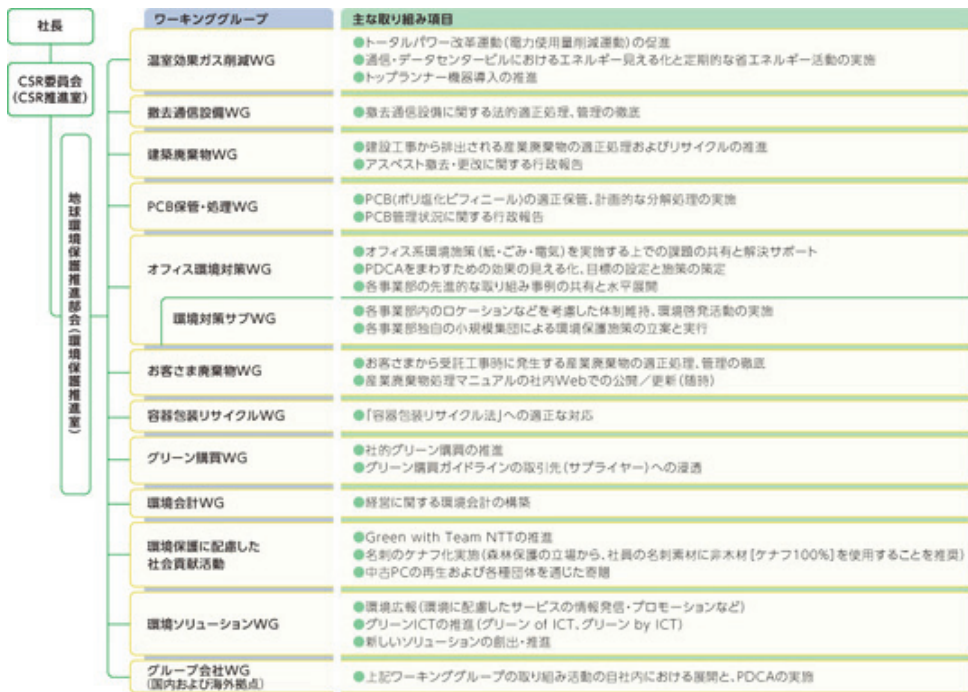 社長
CSR委員会
(CSR推進室)
地球環境保護推進部会(環境保護推進室)
ワーキンググループ
主な取り組み項目
温室効果ガス削減WG
●トータルパワー改革運動(電力使用量削減運動)の促進
●通信・データセンタービルにおけるエネルギー見える化と定期的な省エネルギー活動の実施
●トップランナー機器導入の推進
撤去通信設備WG
●撤去通信設備に関する法的適正処理、管理の徹底
建築廃棄物WG
●建設工事から排出される産業廃棄物の適正処理およびリサイクルの推進
●アスベスト撤去・更改に関する行政報告
PCB保管・処理WG
●PCB(ポリ塩化ビフィニール)の適正保管、計画的な分解処理の実施
●PCB管理状況に関する行政報告
オフィス環境対策WG
●オフィス系環境施策(紙・ごみ・電気)を実施する上での課題の共有と解決サポート
●PDCAをまわすための効果の見える化、目標の設定と施策の策定
●各事業部の先進的な取り組み事例の共有と水平展開
環境対策サブWG
●各事業部内のロケーションなどを考慮した体制維持、環境啓発活動の実施
●各事業部独自の小規模集団による環境保護施策の立案と実行
お客さま廃棄物WG
●お客さまから受託工事時に発生する産業廃棄物の適正処理、管理の徹底
●産業廃棄物処理マニュアルの社内Webでの公開/更新(随時)
容器包装リサイクルWG
●「容器包装リサイクル法」への適正な対応
グリーン購買WG
●社的グリーン購買の推進
●グリーン購買ガイドラインの取引先(サプライヤー)への浸透
環境会計WG
●経営に関する環境会計の構築
環境保護に配慮した
社会貢献活動
●Green with Team NTTの推進
●名刺のケナフ化実施(森林保護の立場から、社員の名刺素材に非木材[ケナフ100%]を使用することを推奨)
●中古PCの再生および各種団体を通じた寄贈
環境ソリューションWG
●環境広報(環境に配慮したサービスの情報発信・プロモーションなど)
●グリーンICTの推進(グリーン of ICT、グリーン by ICT)
●新しいソリューションの創出・推進
グループ会社WG
(国内および海外拠点)
●上記ワーキンググループの取り組み活動の自社内における展開と、PDCAの実施